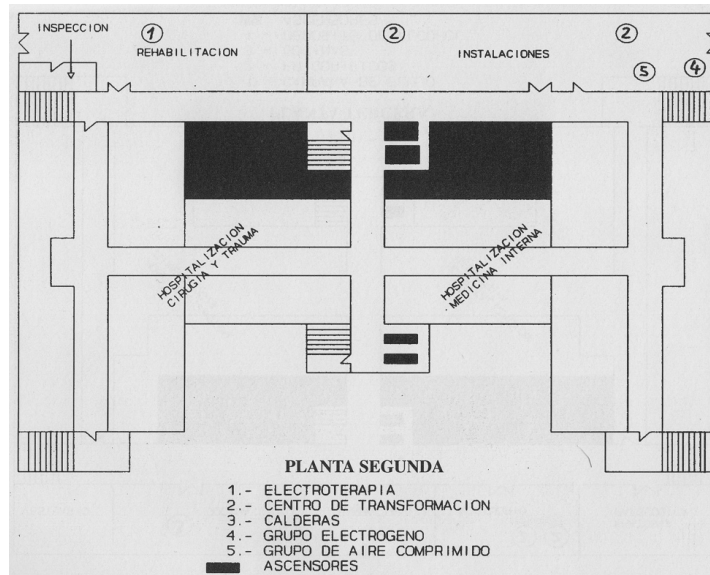 INSPECCION
1
2
2
REHABILITACION
INSTALACIONES
5
4
HOSPITALIZACION
CIRUGIA Y TRAUMA
HOSPITALIZACION
MEDICINA INTERNA
PLANTA SEGUNDA
1.- ELECTROTERAPIA
2.- CENTRO DE TRANSFORMACION
3.- CALDERAS
4.- GRUPO ELECTROGENO
5.- GRUPO DE AIRE COMPRIMIDO
ASCENSORES